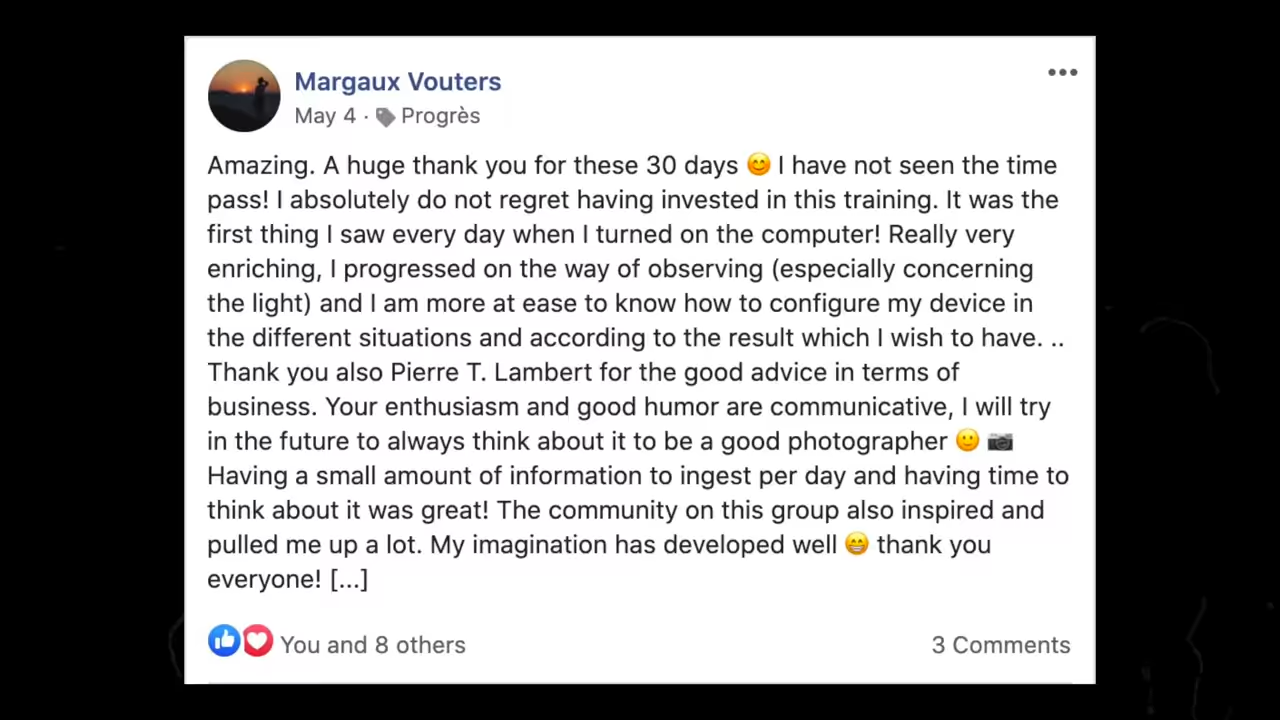 Margaux Vouters
May 4 · Progrès
Amazing. A huge thank you for these 30 days 😊 I have not seen the time
pass! I absolutely do not regret having invested in this training. It was the
first thing I saw every day when I turned on the computer! Really very
enriching, I progressed on the way of observing (especially concerning
the light) and I am more at ease to know how to configure my device in
the different situations and according to the result which I wish to have. ..
Thank you also Pierre T. Lambert for the good advice in terms of
business. Your enthusiasm and good humor are communicative, I will try
in the future to always think about it to be a good photographer 🙂 📷
Having a small amount of information to ingest per day and having time to
think about it was great! The community on this group also inspired and
pulled me up a lot. My imagination has developed well 😁 thank you
everyone! [...]
You and 8 others
3 Comments